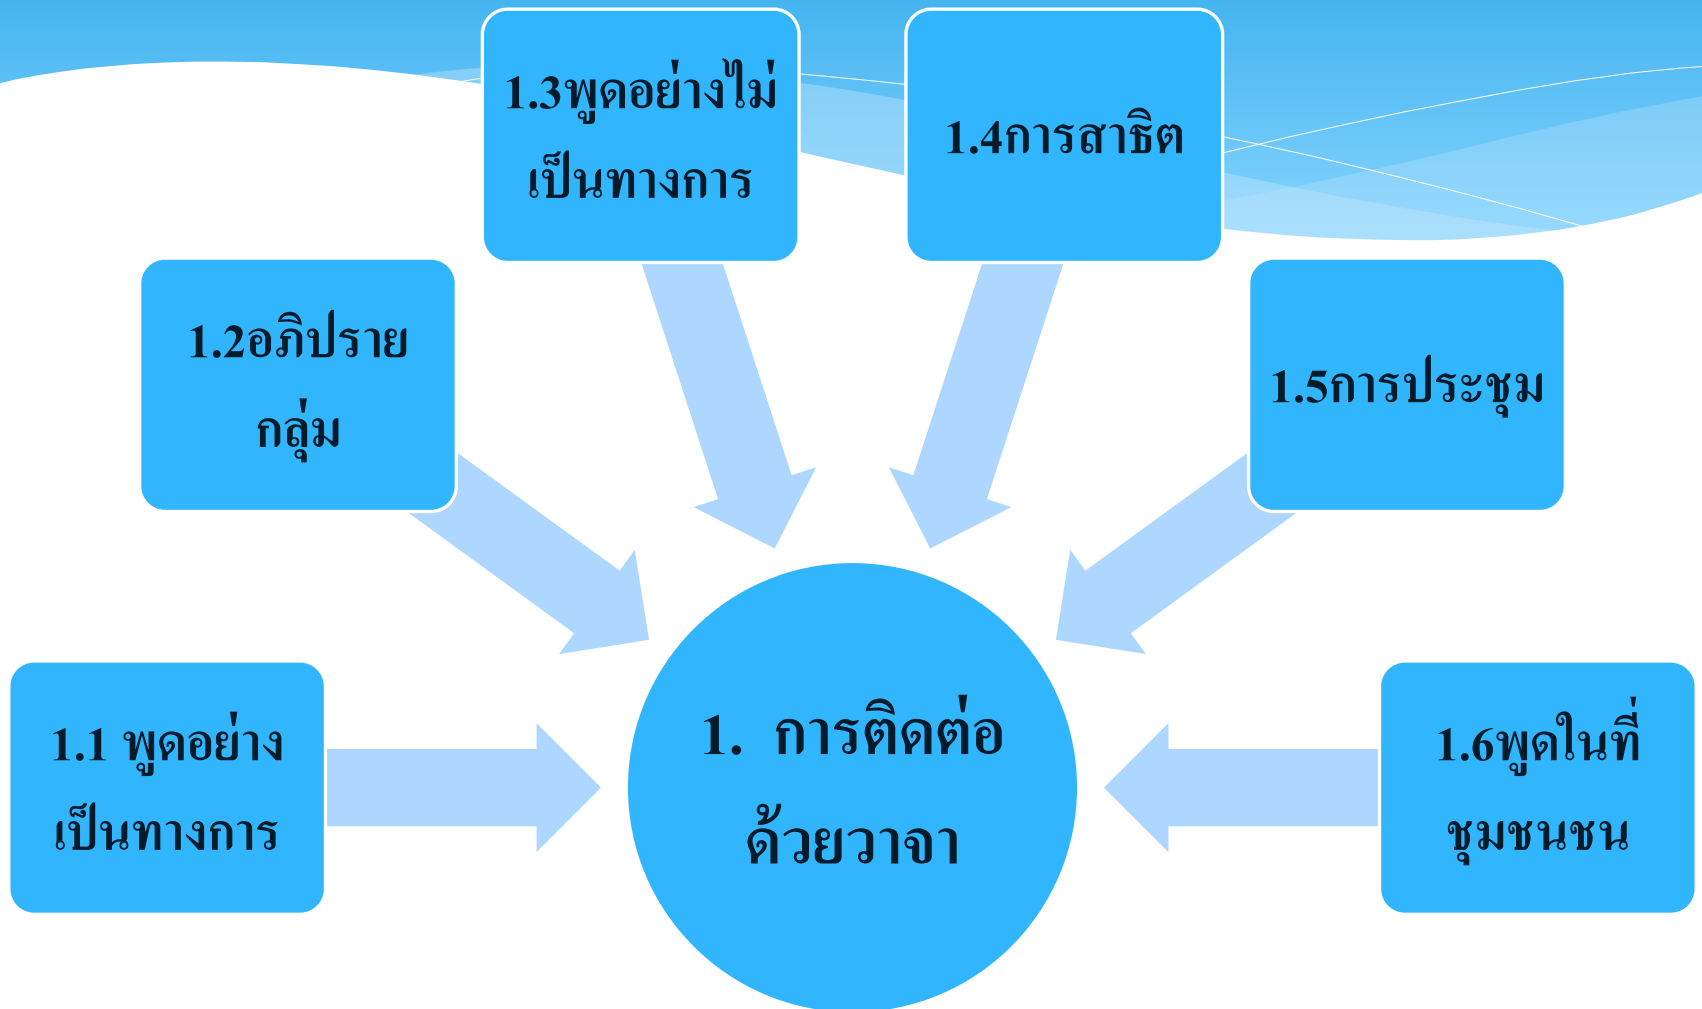 1.3พูดอย่างไม่
เป็นทางการ
1.4การสาธิต
1.2อภิปราย
กลุ่ม
1.5การประชุม
1.1 พูดอย่าง
เป็นทางการ
1. การติดต่อ
ด้วยวาจา
1.6พูดในที่
ชุมชนชน